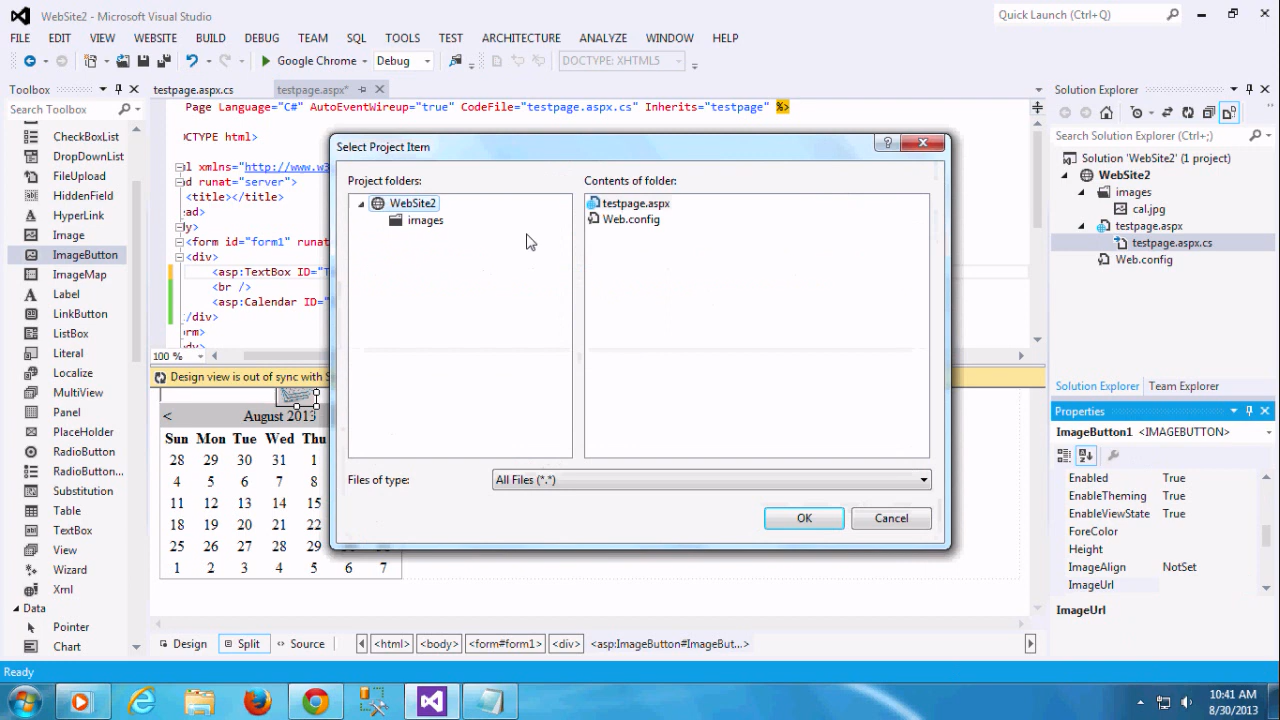 WebSite2 - Microsoft Visual Studio
Quick Launch (Ctrl+Q)
FILE EDIT VIEW WEBSITE BUILD DEBUG TEAM SQL TOOLS TEST ARCHITECTURE ANALYZE WINDOW HELP
Google Chrome Debug DOCTYPE: XHTML5
Toolbox
Search Toolbox
CheckBoxList
DropDownList
FileUpload
HiddenField
HyperLink
Image
ImageButton
ImageMap
Label
LinkButton
ListBox
Literal
Localize
MultiView
Panel
PlaceHolder
RadioButton
RadioButton...
Substitution
Table
TextBox
View
Wizard
Xml
Data
Pointer
Chart
testpage.aspx.cs testpage.aspx*
Page Language="C#" AutoEventWireup="true" CodeFile="testpage.aspx.cs" Inherits="testpage" %>
CTYPE html>
l xmlns="http://www.w3
d runat="server">
<title></title>
ad>
y>
<form id="form1" runat
<div>
<asp:TextBox ID="T
<br />
<asp:Calendar ID="
/div>
rm>
100 %
Design view is out of sync with S
< August 2013
Sun Mon Tue Wed Thu
28 29 30 31 1
4 5 6 7 8
11 12 13 14 15
18 19 20 21 22
25 26 27 28 29
1 2 3 4 5 6 7
Design Split Source <html> <body> <form#form1> <div> <asp:ImageButton#ImageBut...>
Select Project Item
Project folders:
WebSite2
images
Contents of folder:
testpage.aspx
Web.config
Files of type: All Files (*.*)
OK Cancel
Solution Explorer
Search Solution Explorer (Ctrl+;)
Solution 'WebSite2' (1 project)
WebSite2
images
cal.jpg
testpage.aspx
testpage.aspx.cs
Web.config
Solution Explorer Team Explorer
Properties
ImageButton1 <IMAGEBUTTON>
Enabled True
EnableTheming True
EnableViewState True
ForeColor
Height
ImageAlign NotSet
ImageUrl
ImageUrl
Ready
10:41 AM
8/30/2013